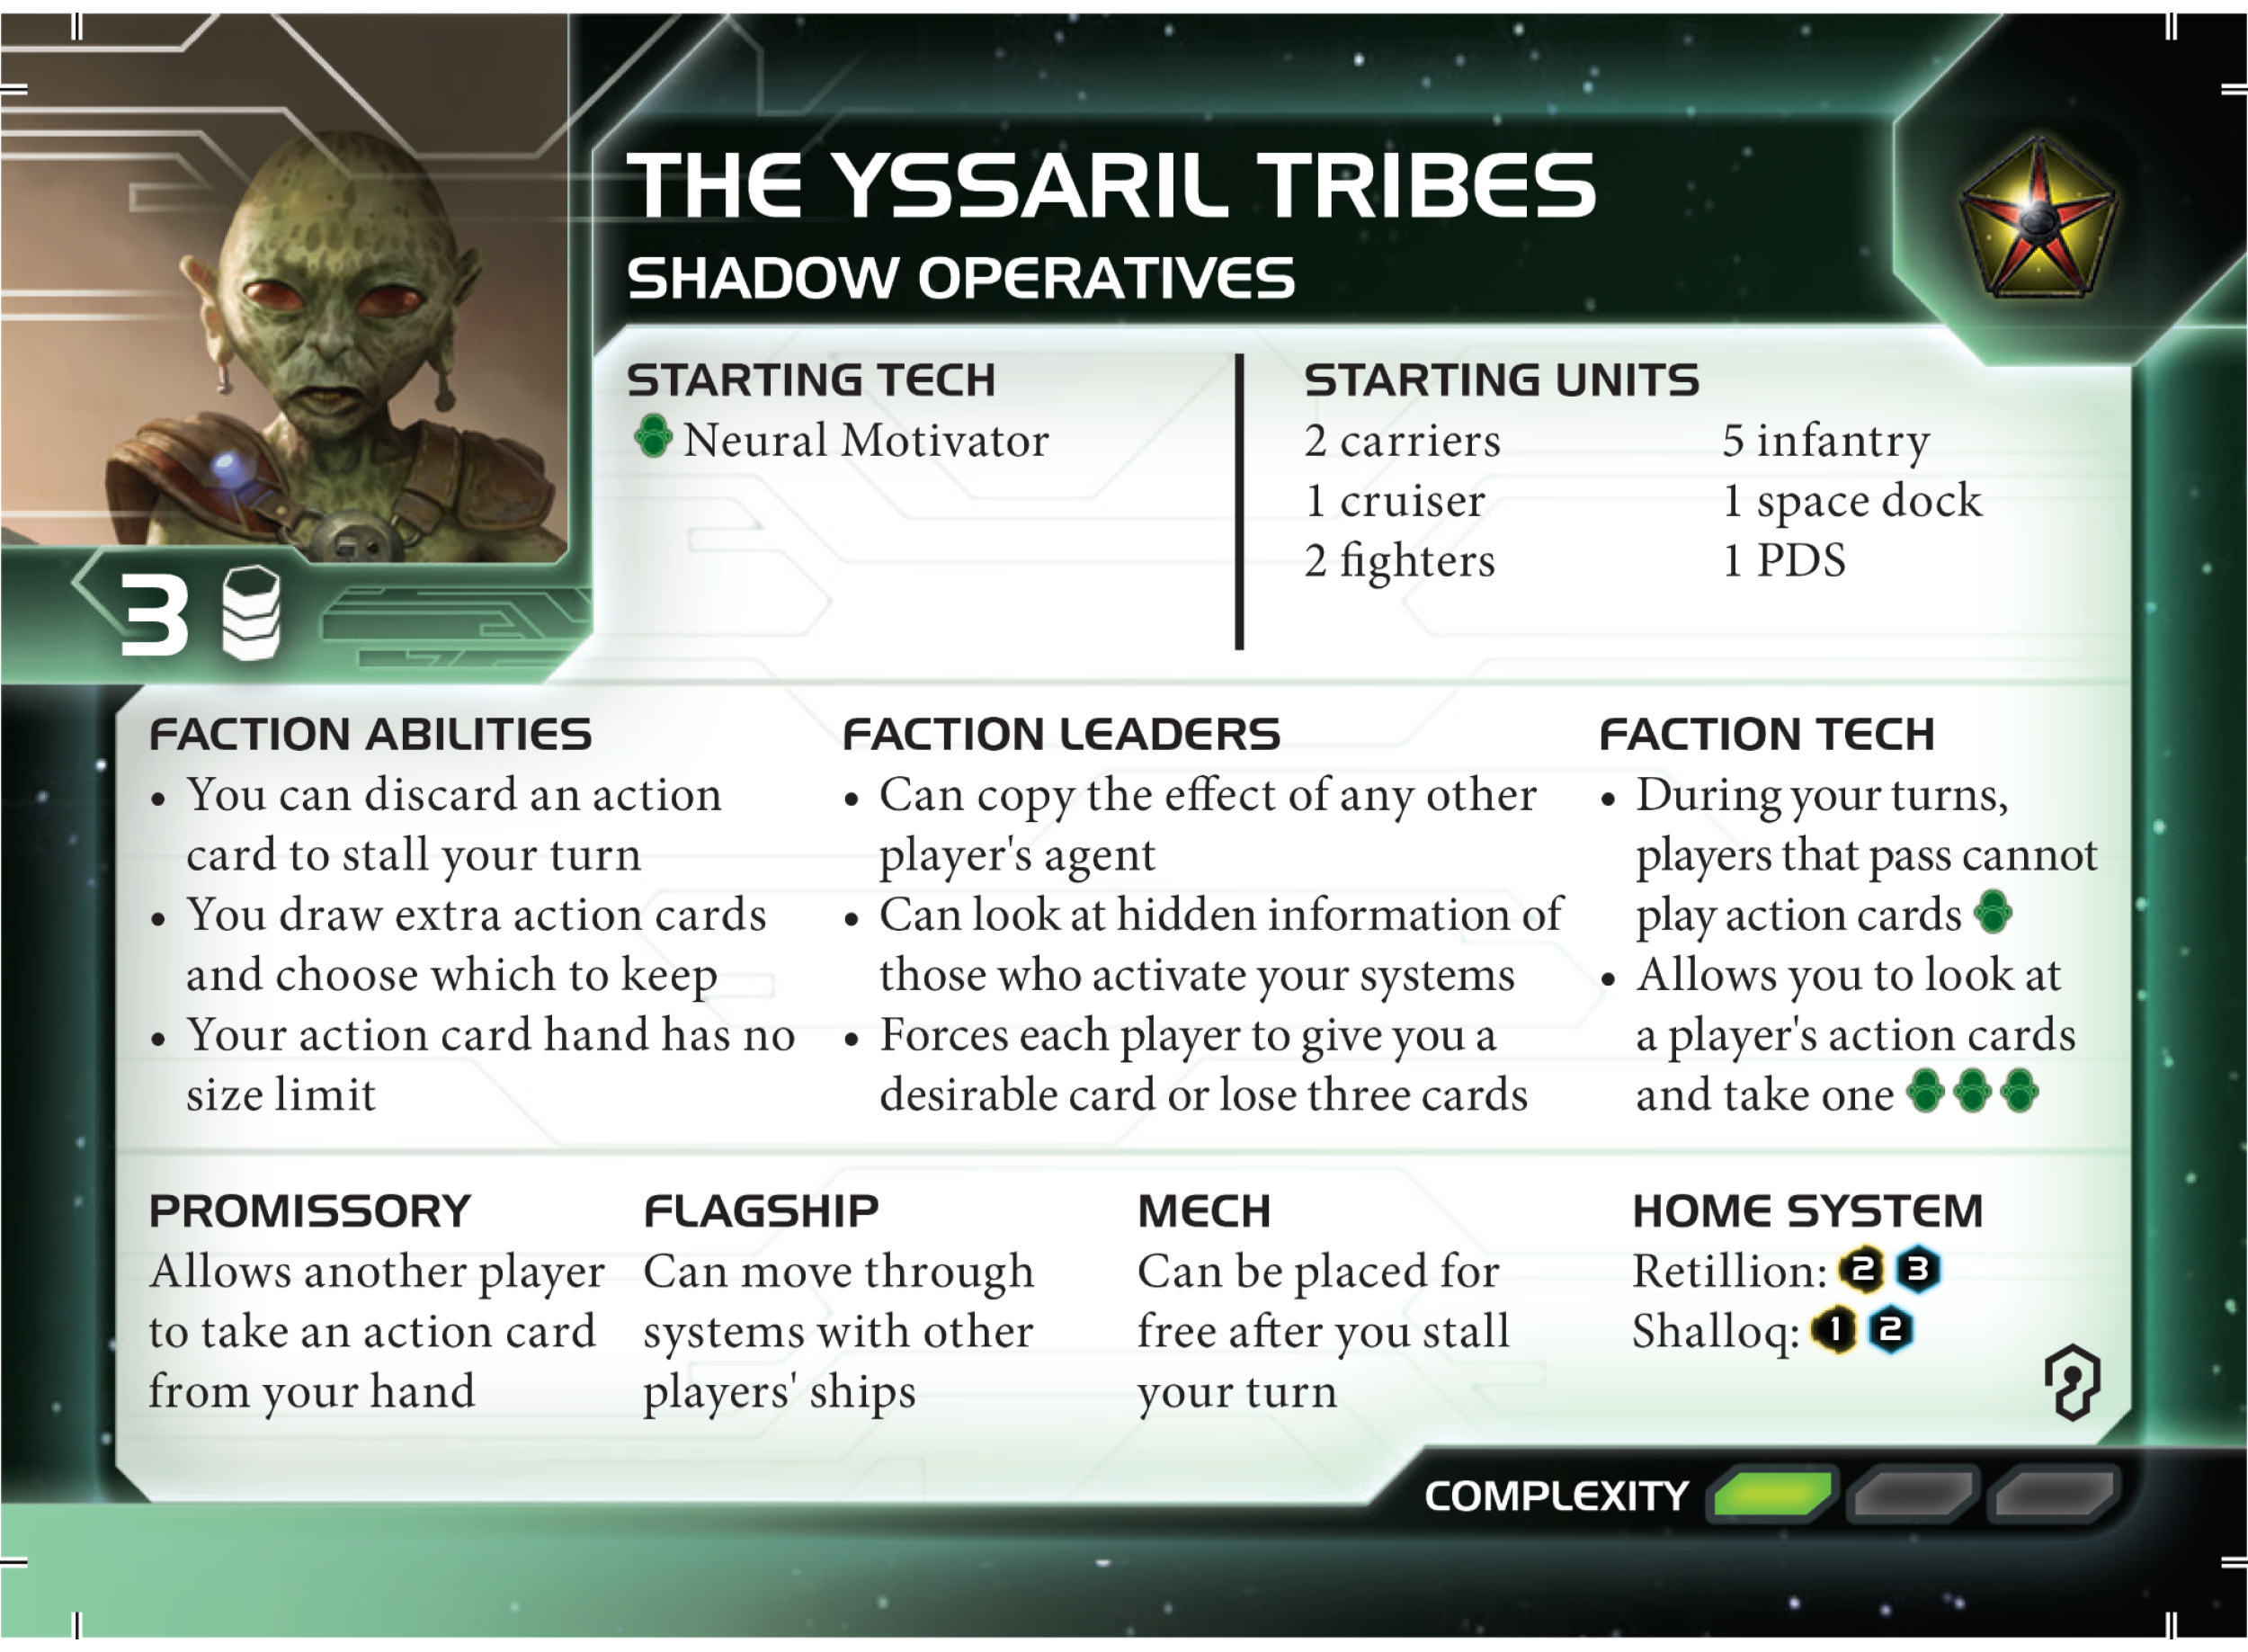 THE YSSARIL TRIBES
SHADOW OPERATIVES
STARTING TECH
Neural Motivator
STARTING UNITS
2 carriers
1 cruiser
2 fighters
5 infantry
1 space dock
1 PDS
3
FACTION ABILITIES
• You can discard an action
card to stall your turn
• You draw extra action cards
and choose which to keep
• Your action card hand has no
size limit
FACTION LEADERS
• Can copy the effect of any other
player's agent
• Can look at hidden information of
those who activate your systems
• Forces each player to give you a
desirable card or lose three cards
FACTION TECH
• During your turns,
players that pass cannot
play action cards
• Allows you to look at
a player's action cards
and take one
PROMISSORY
Allows another player
to take an action card
from your hand
FLAGSHIP
Can move through
systems with other
players' ships
MECH
Can be placed for
free after you stall
your turn
HOME SYSTEM
Retillion: 2 3
Shalloq: 1 2
COMPLEXITY